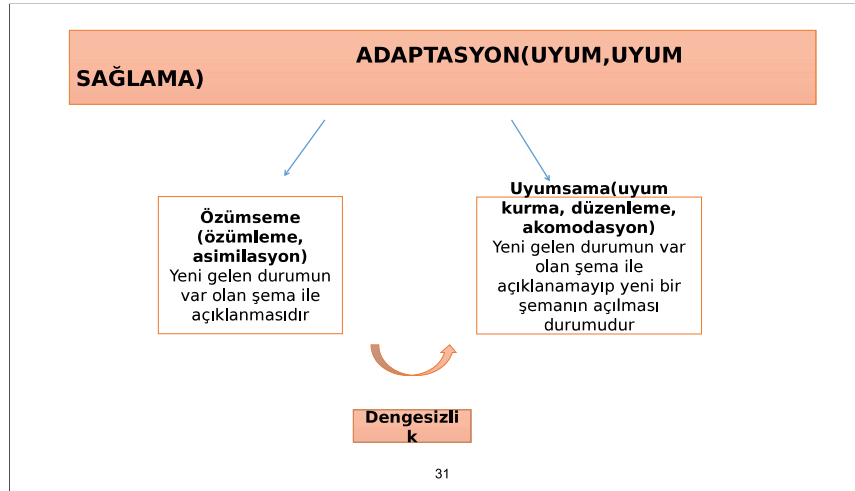 ADAPTASYON(UYUM,UYUM
SAĞLAMA)
Özümseme
(özümleme,
asimilasyon)
Yeni gelen durumun
var olan şema ile
açıklanmasıdır
Uyumsama(uyum
kurma, düzenleme,
akomodasyon)
Yeni gelen durumun var
olan şema ile
açıklanamayıp yeni bir
şemanın açılması
durumudur
Dengesizli
k
31